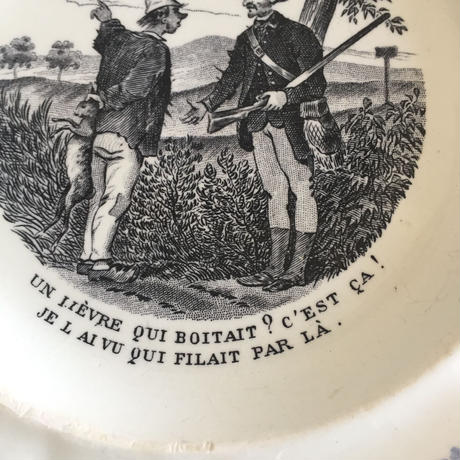 UN LIÈVRE QUI BOITAIT? C'EST ÇA!
JE L AI VU QUI FILAIT PAR LÀ.